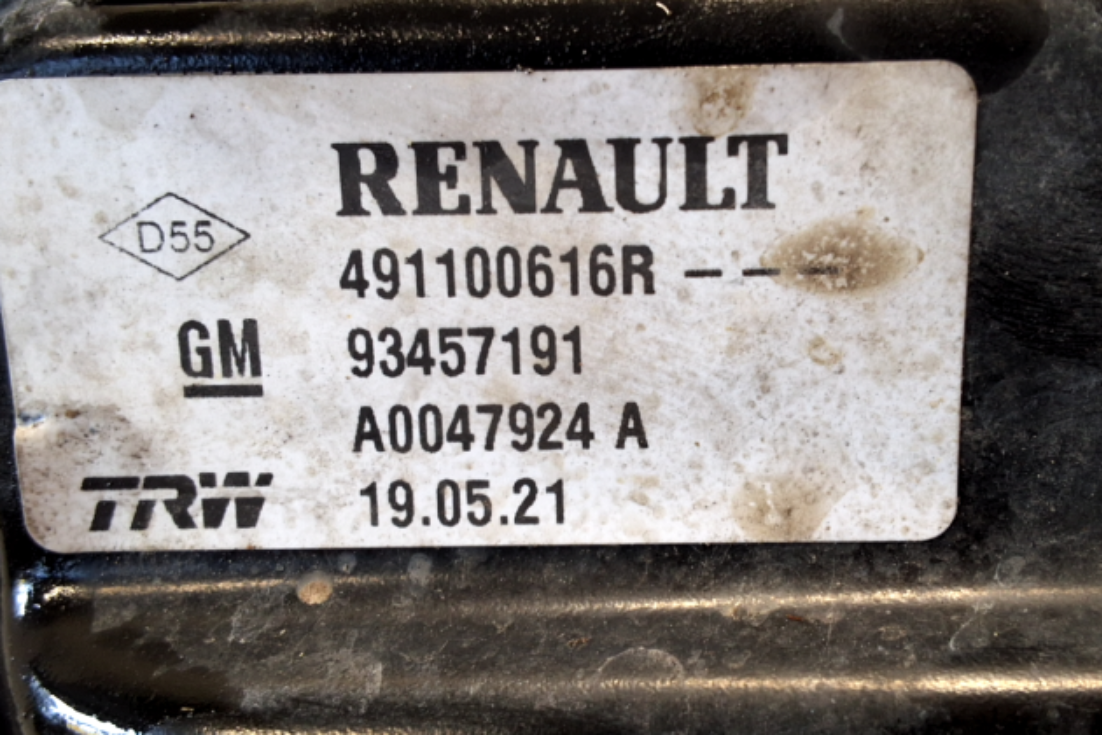 RENAULT
D55
491100616R ---
GM 93457191
A0047924 A
TRW 19.05.21